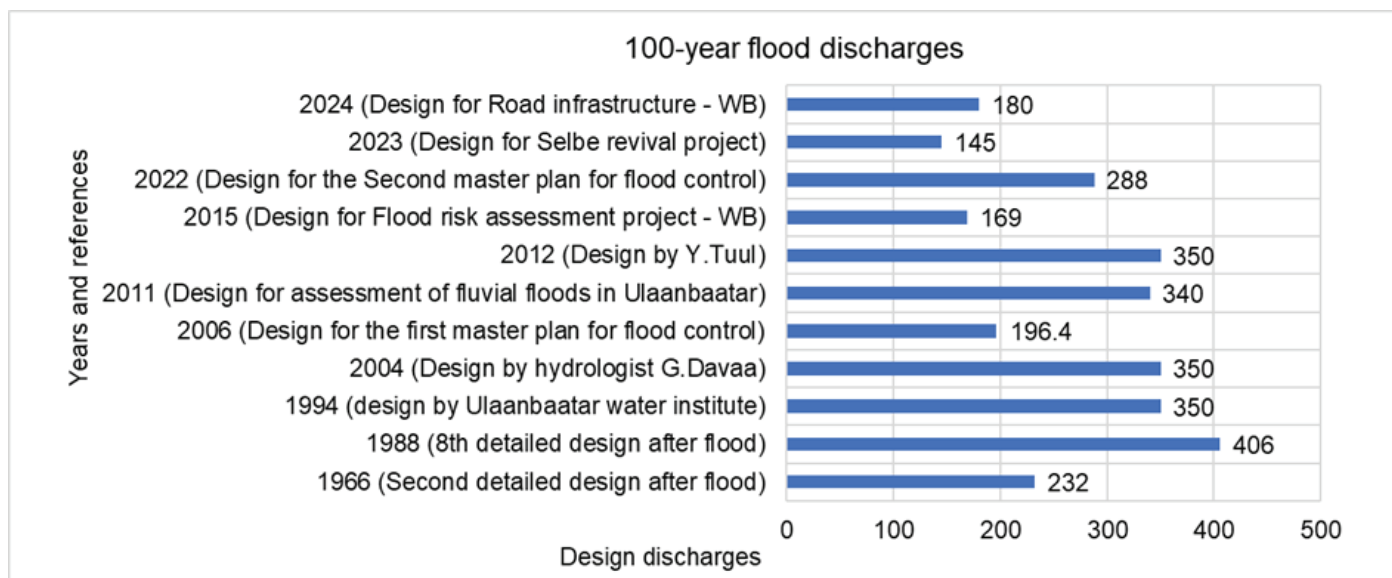 100-year flood discharges
Years and references
2024 (Design for Road infrastructure - WB)
180
2023 (Design for Selbe revival project)
145
2022 (Design for the Second master plan for flood control)
288
2015 (Design for Flood risk assessment project - WB)
169
2012 (Design by Y.Tuul)
350
2011 (Design for assessment of fluvial floods in Ulaanbaatar)
340
2006 (Design for the first master plan for flood control)
196.4
2004 (Design by hydrologist G.Davaa)
350
1994 (design by Ulaanbaatar water institute)
350
1988 (8th detailed design after flood)
406
1966 (Second detailed design after flood)
232
0 100 200 300 400 500
Design discharges